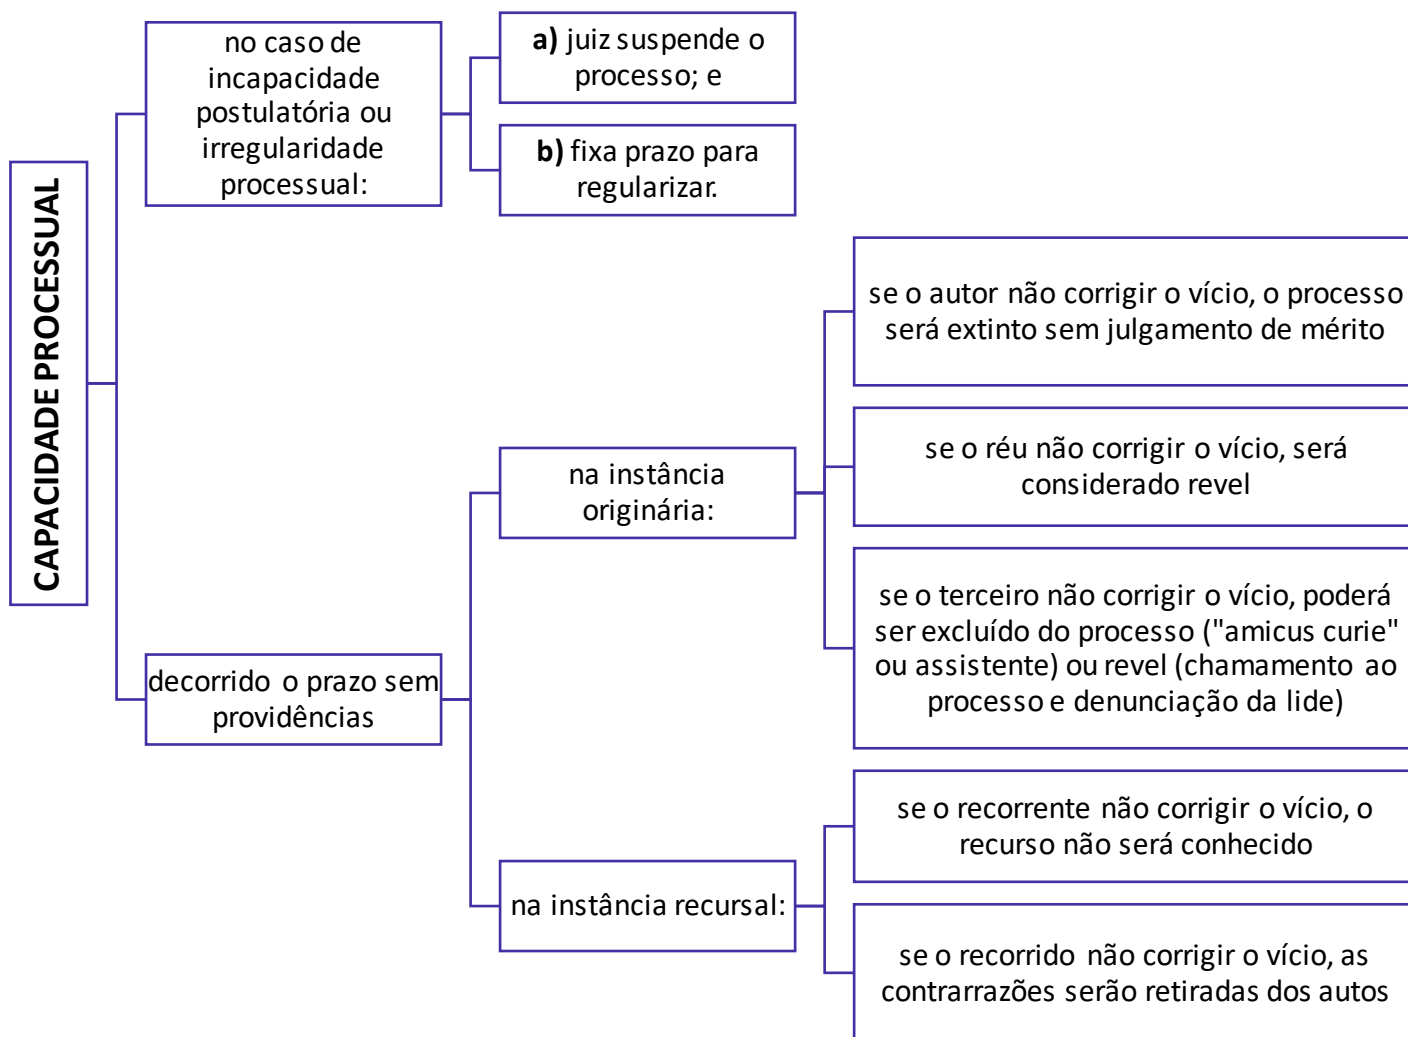 CAPACIDADE PROCESSUAL
no caso de
incapacidade
postulatória ou
irregularidade
processual:
a) juiz suspende o
processo; e
b) fixa prazo para
regularizar.
decorrido o prazo sem
providências
na instância
originária:
se o autor não corrigir o vício, o processo
será extinto sem julgamento de mérito
se o réu não corrigir o vício, será
considerado revel
se o terceiro não corrigir o vício, poderá
ser excluído do processo ("amicus curie"
ou assistente) ou revel (chamamento ao
processo e denunciação da lide)
na instância recursal:
se o recorrente não corrigir o vício, o
recurso não será conhecido
se o recorrido não corrigir o vício, as
contrarrazões serão retiradas dos autos